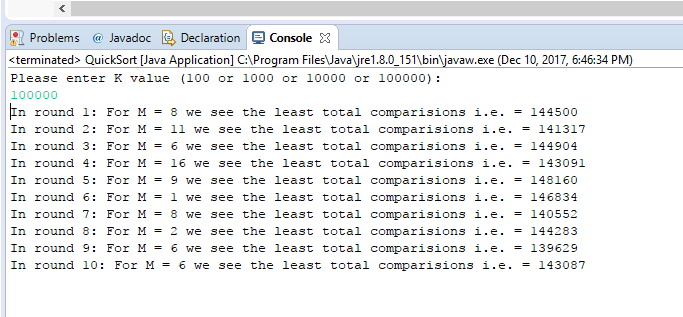 Problems @ Javadoc Declaration Console
<terminated> QuickSort [Java Application] C:\Program Files\Java\jre1.8.0_151\bin\javaw.exe (Dec 10, 2017, 6:46:34 PM)
Please enter K value (100 or 1000 or 10000 or 100000):
100000
In round 1: For M = 8 we see the least total comparisions i.e. = 144500
In round 2: For M = 11 we see the least total comparisions i.e. = 141317
In round 3: For M = 6 we see the least total comparisions i.e. = 144904
In round 4: For M = 16 we see the least total comparisions i.e. = 143091
In round 5: For M = 9 we see the least total comparisions i.e. = 148160
In round 6: For M = 1 we see the least total comparisions i.e. = 146834
In round 7: For M = 8 we see the least total comparisions i.e. = 140552
In round 8: For M = 2 we see the least total comparisions i.e. = 144283
In round 9: For M = 6 we see the least total comparisions i.e. = 139629
In round 10: For M = 6 we see the least total comparisions i.e. = 143087